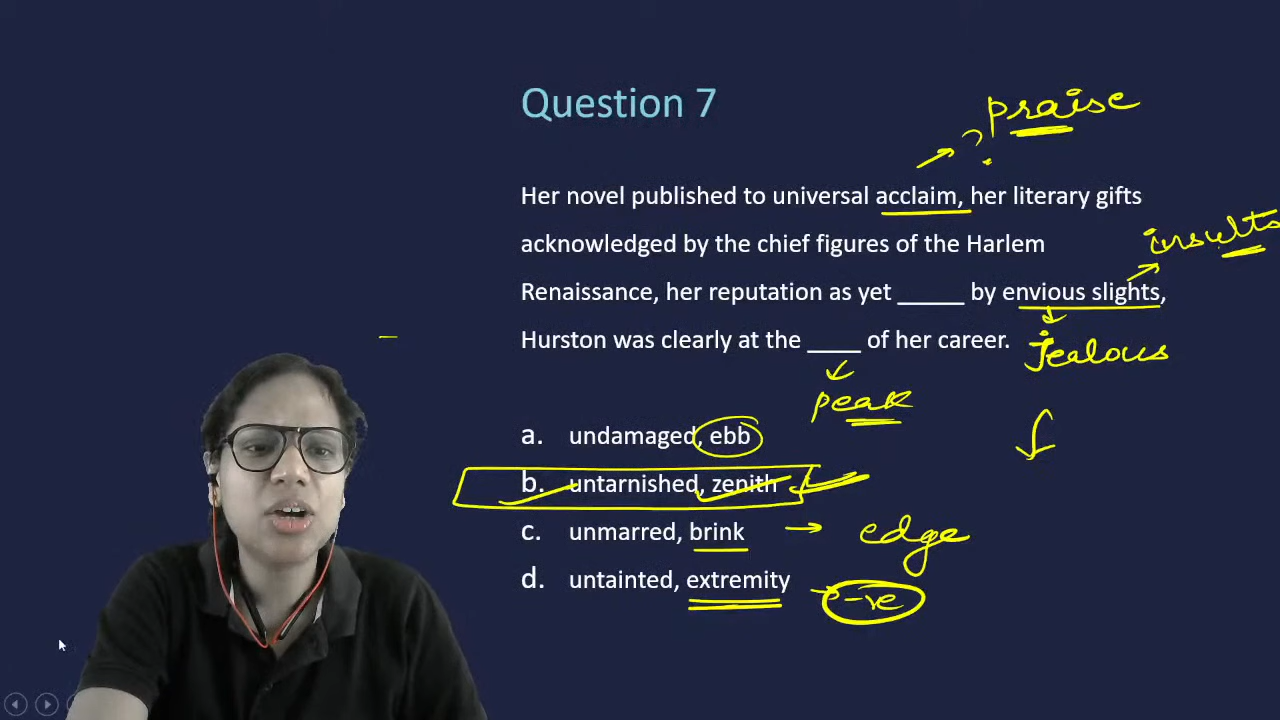 Question 7
praise
?
Her novel published to universal acclaim, her literary gifts
acknowledged by the chief figures of the Harlem
insults
Renaissance, her reputation as yet _____ by envious slights,
Hurston was clearly at the ____ of her career.
Jealous
peak
a. undamaged, ebb
b. untarnished, zenith
c. unmarred, brink
edge
d. untainted, extremity
-ve